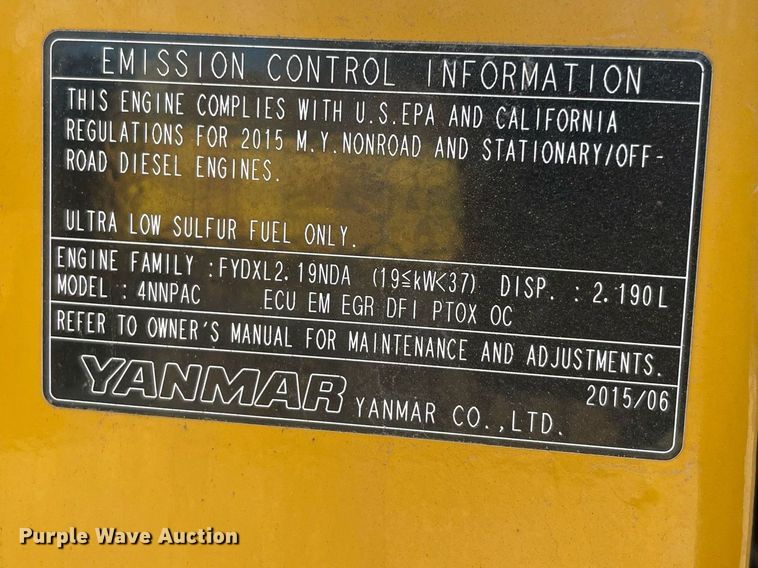 EMISSION CONTROL INFORMATION
THIS ENGINE COMPLIES WITH U.S.EPA AND CALIFORNIA
REGULATIONS FOR 2015 M.Y.NONROAD AND STATIONARY/OFF-
ROAD DIESEL ENGINES.
ULTRA LOW SULFUR FUEL ONLY.
ENGINE FAMILY :FYDXL2.19NDA (19≦kW<37) DISP. : 2.190L
MODEL : 4NNPAC ECU EM EGR DFI PTOX OC
REFER TO OWNER'S MANUAL FOR MAINTENANCE AND ADJUSTMENTS.
2015/06
YANMAR YANMAR CO.,LTD.
Purple Wave Auction